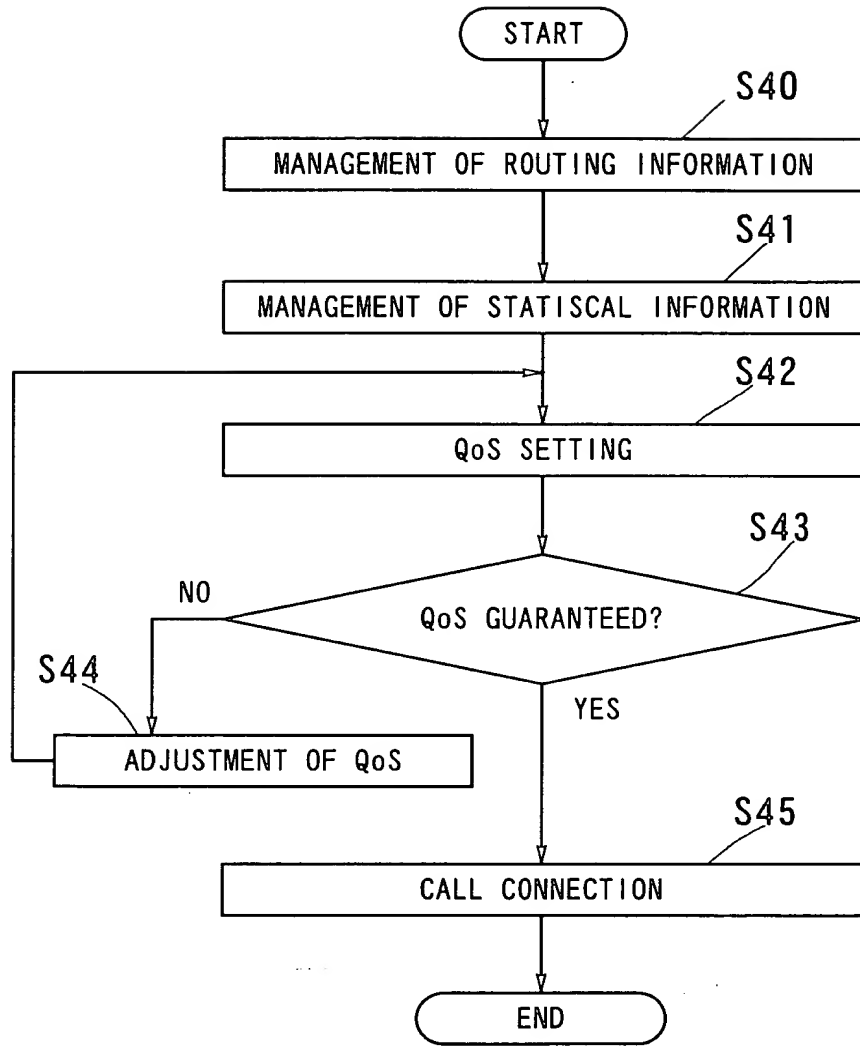 START
S40
MANAGEMENT OF ROUTING INFORMATION
S41
MANAGEMENT OF STATISCAL INFORMATION
S42
QoS SETTING
S43
NO
QoS GUARANTEED?
S44
YES
ADJUSTMENT OF QoS
S45
CALL CONNECTION
END